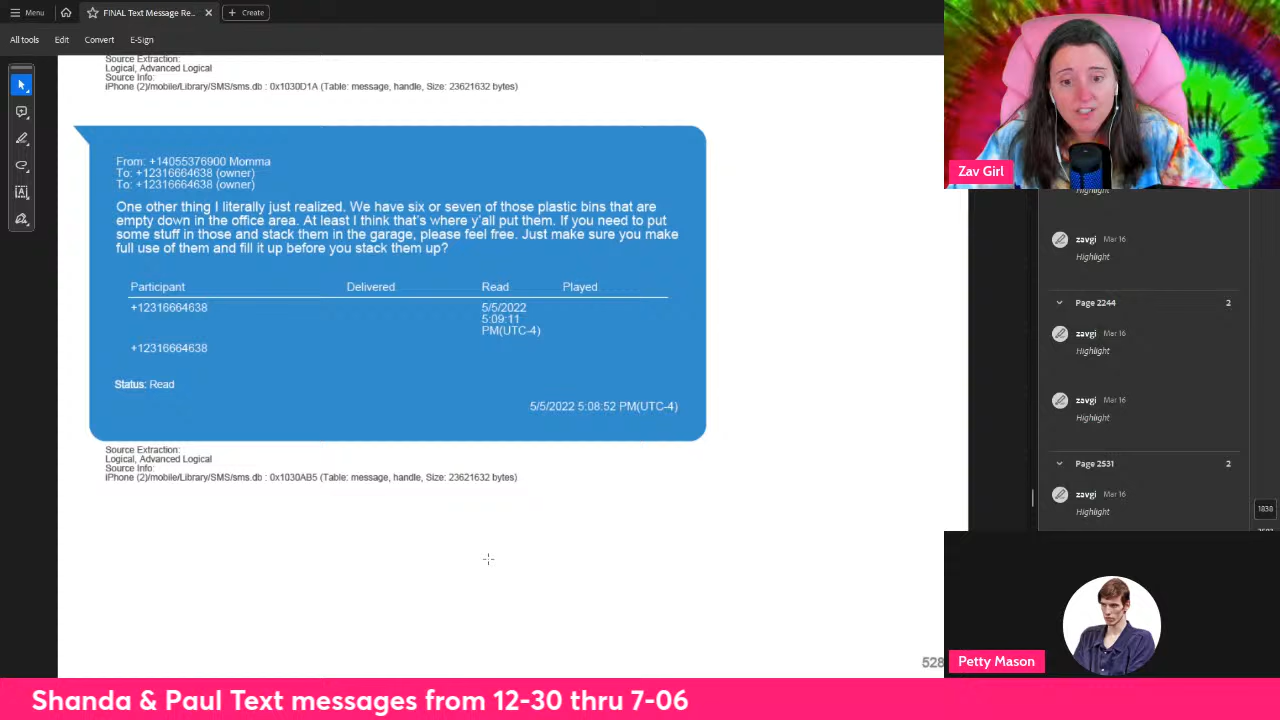 Menu
FINAL Text Message Re...
Create
All tools
Edit
Convert
E-Sign
Source Extraction:
Logical, Advanced Logical
Source Info:
iPhone (2)/mobile/Library/SMS/sms.db : 0x1030D1A (Table: message, handle, Size: 23621632 bytes)
From: +14055376900 Momma
To: +12316664638 (owner)
To: +12316664638 (owner)
One other thing I literally just realized. We have six or seven of those plastic bins that are
empty down in the office area. At least I think that's where y'all put them. If you need to put
some stuff in those and stack them in the garage, please feel free. Just make sure you make
full use of them and fill it up before you stack them up?
Participant Delivered Read Played
+12316664638 5/5/2022
5:09:11
PM(UTC-4)
+12316664638
Status: Read
5/5/2022 5:08:52 PM(UTC-4)
Source Extraction:
Logical, Advanced Logical
Source Info:
iPhone (2)/mobile/Library/SMS/sms.db : 0x1030AB5 (Table: message, handle, Size: 23621632 bytes)
528
Zav Girl
Highlight
zavgi Mar 16
Highlight
Page 2244 2
zavgi Mar 16
Highlight
zavgi Mar 16
Highlight
Page 2531 2
zavgi Mar 16
Highlight
1838
Petty Mason
Shanda & Paul Text messages from 12-30 thru 7-06